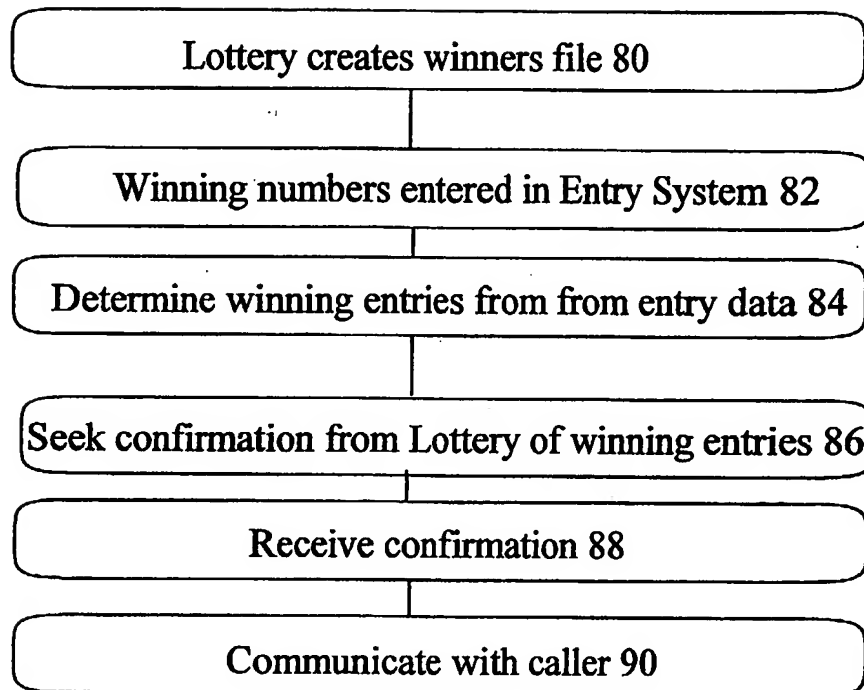 Lottery creates winners file 80
Winning numbers entered in Entry System 82
Determine winning entries from from entry data 84
Seek confirmation from Lottery of winning entries 86
Receive confirmation 88
Communicate with caller 90